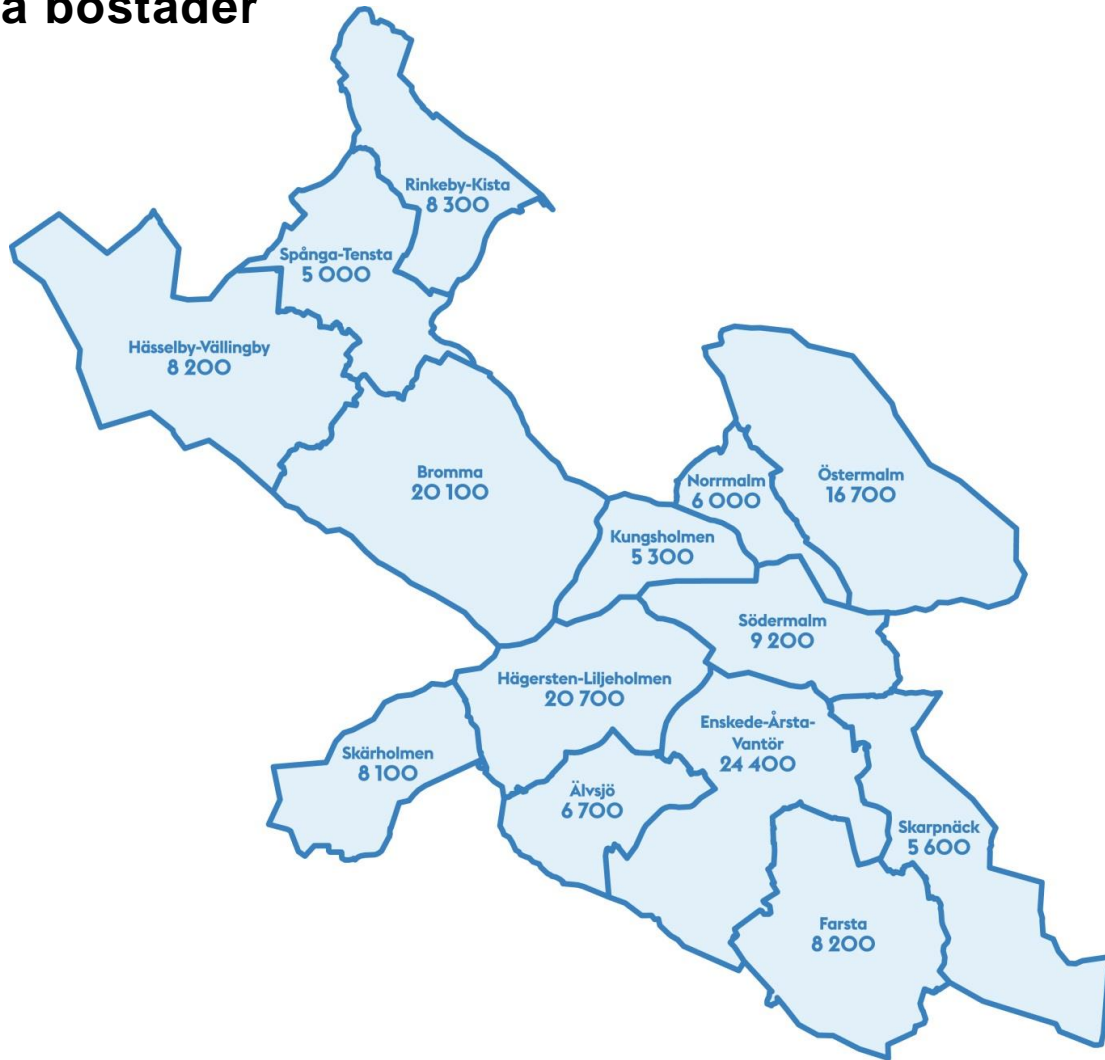 a bostäder
Rinkeby-Kista
8 300
Spånga-Tensta
5 000
Hässelby-Vällingby
8 200
Bromma
20 100
Norrmalm
6 000
Östermalm
16 700
Kungsholmen
5 300
Södermalm
9 200
Hägersten-Liljeholmen
20 700
Enskede-Årsta-
Vantör
24 400
Skärholmen
8 100
Älvsjö
6 700
Skarpnäck
5 600
Farsta
8 200